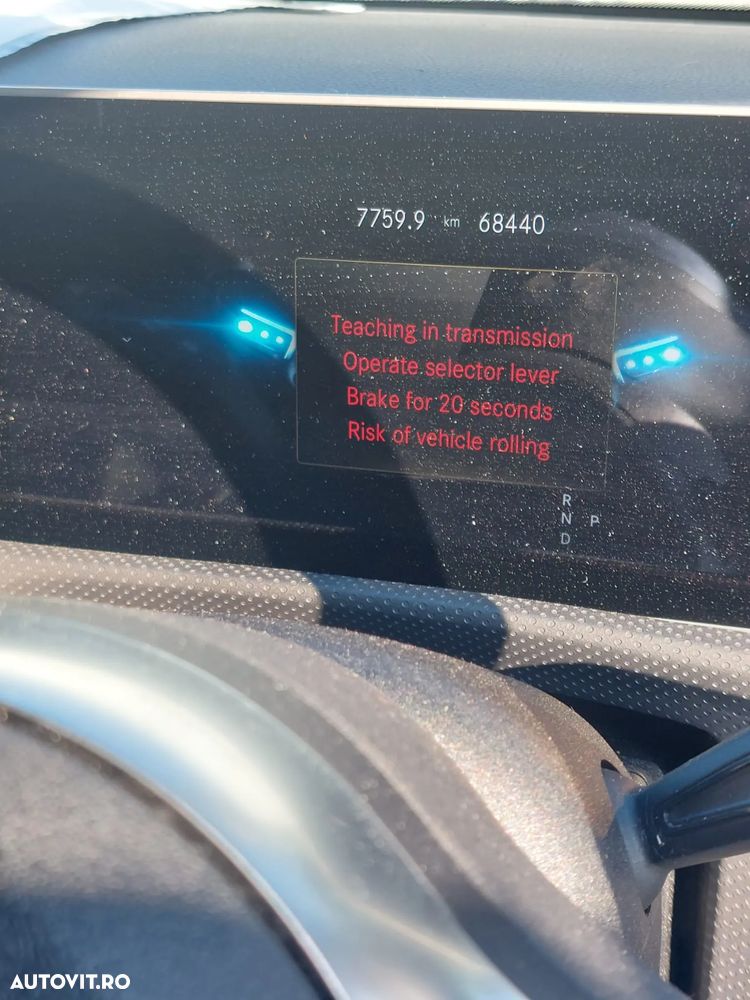 7759.9 km 68440
Teaching in transmission
Operate selector lever
Brake for 20 seconds
Risk of vehicle rolling
R
N P
D
AUTOVIT.RO